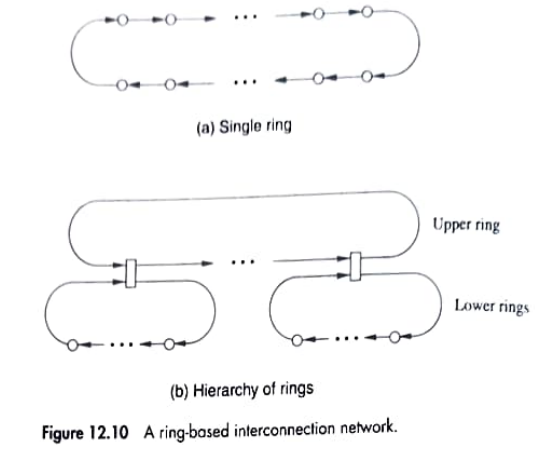 ...
...
(a) Single ring
Upper ring
...
...
...
Lower rings
(b) Hierarchy of rings
Figure 12.10 A ring-based interconnection network.